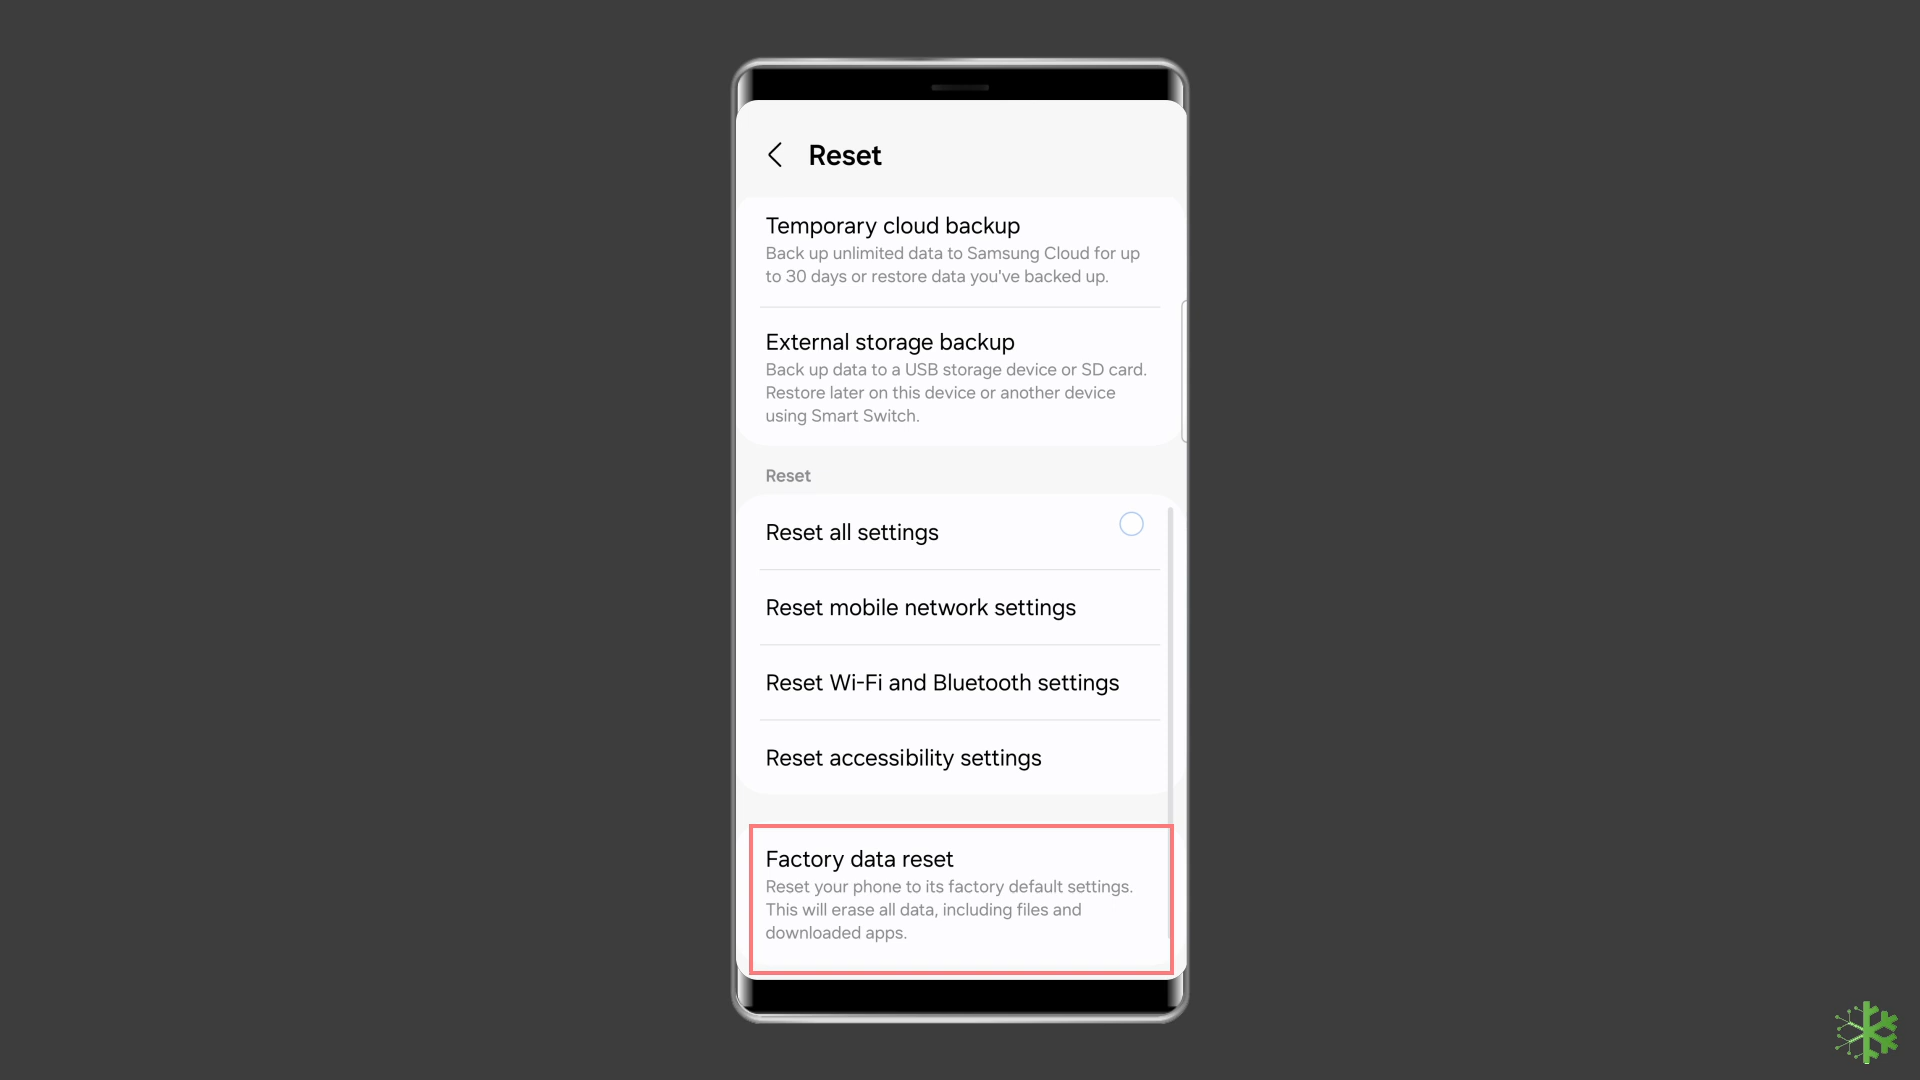 Reset
Temporary cloud backup
Back up unlimited data to Samsung Cloud for up
to 30 days or restore data you've backed up.
External storage backup
Back up data to a USB storage device or SD card.
Restore later on this device or another device
using Smart Switch.
Reset
Reset all settings
Reset mobile network settings
Reset Wi-Fi and Bluetooth settings
Reset accessibility settings
Factory data reset
Reset your phone to its factory default settings.
This will erase all data, including files and
downloaded apps.